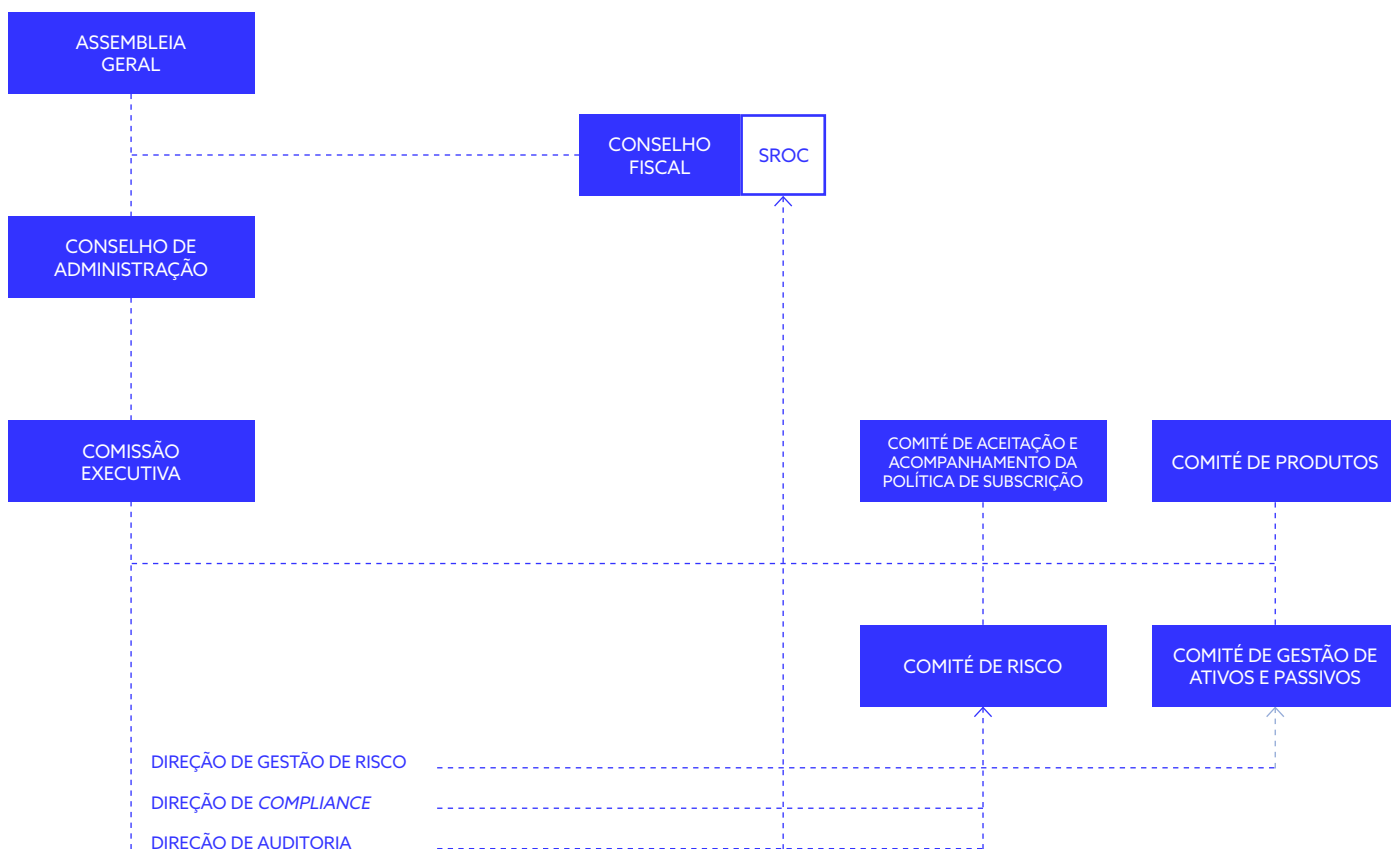 ASSEMBLEIA
GERAL
CONSELHO
FISCAL
SROC
CONSELHO DE
ADMINISTRAÇÃO
COMISSÃO
EXECUTIVA
COMITÉ DE ACEITAÇÃO E
ACOMPANHAMENTO DA
POLÍTICA DE SUBSCRIÇÃO
COMITÉ DE PRODUTOS
COMITÉ DE RISCO
COMITÉ DE GESTÃO DE
ATIVOS E PASSIVOS
DIREÇÃO DE GESTÃO DE RISCO
DIREÇÃO DE COMPLIANCE
DIREÇÃO DE AUDITORIA